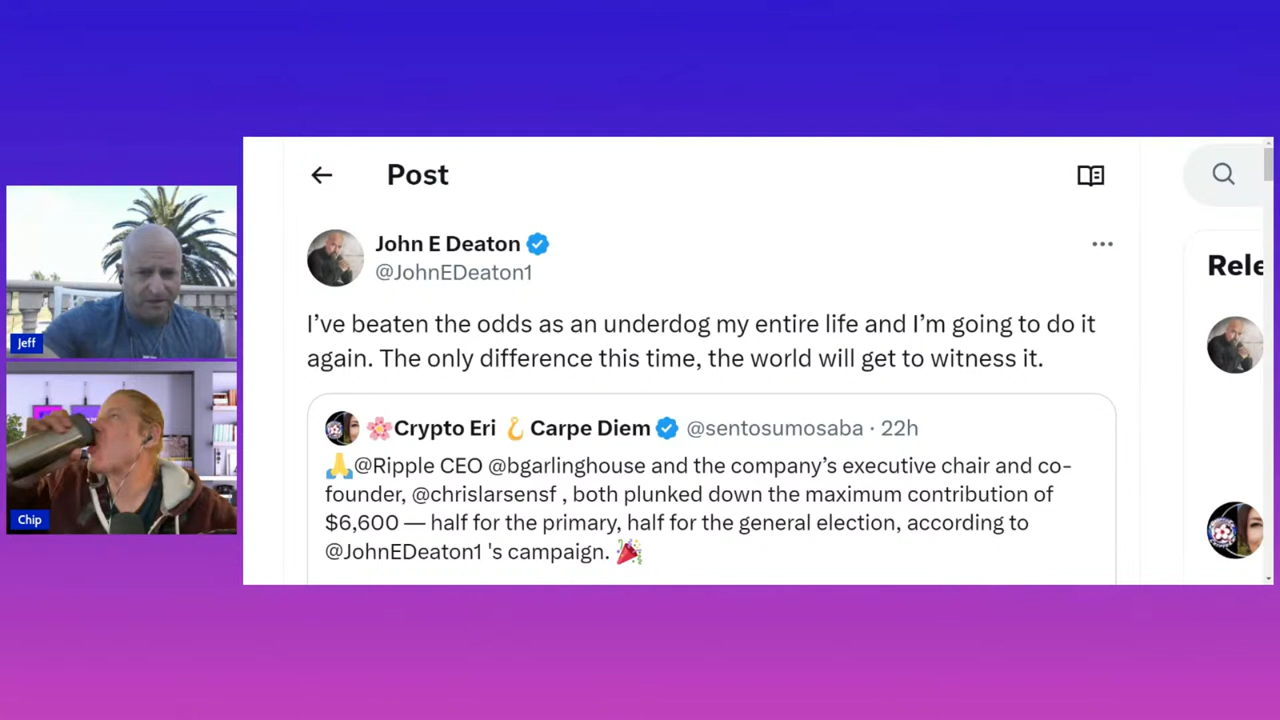 Post
John E Deaton
@JohnEDeaton1
I've beaten the odds as an underdog my entire life and I'm going to do it
again. The only difference this time, the world will get to witness it.
🌸Crypto Eri 🪝Carpe Diem @sentosumosaba · 22h
🙏@Ripple CEO @bgarlinghouse and the company's executive chair and co-
founder, @chrislarsensf , both plunked down the maximum contribution of
$6,600 — half for the primary, half for the general election, according to
@JohnEDeaton1 's campaign. 🎉
Rele
Jeff
Chip